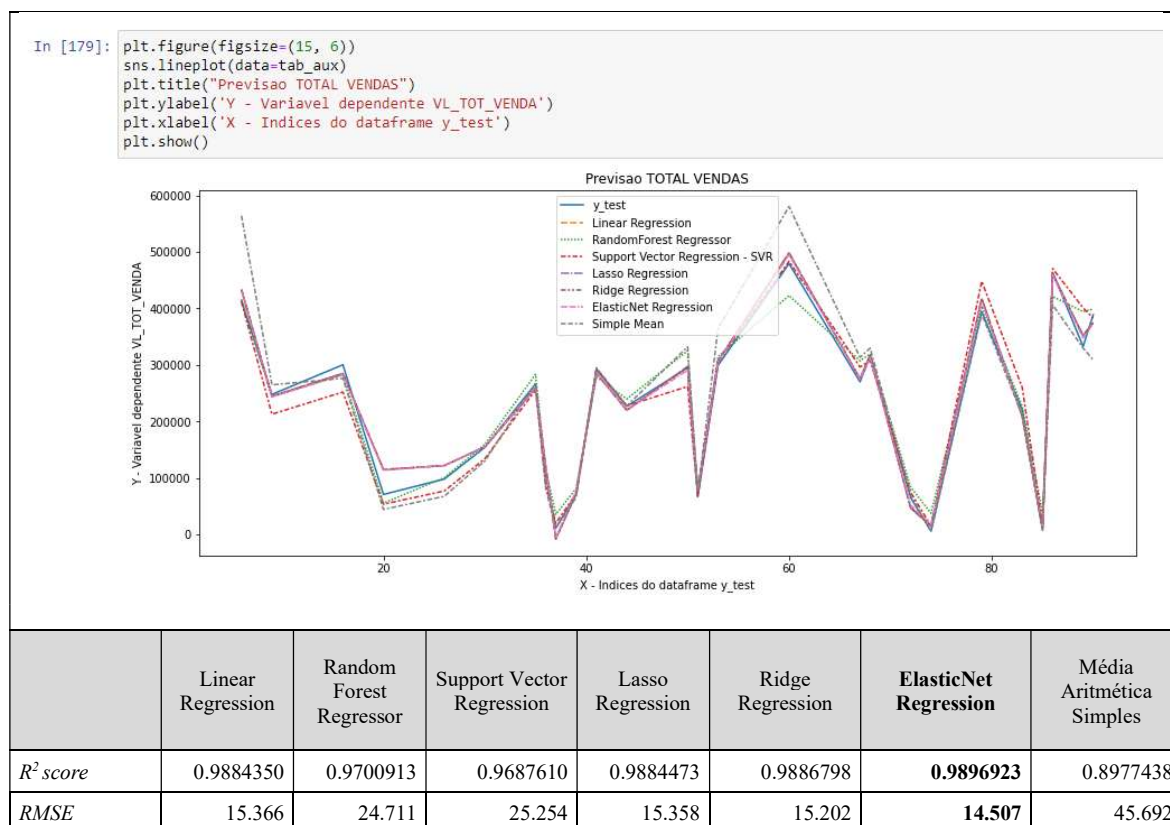 In [179]: plt.figure(figsize=(15, 6))
sns.lineplot(data=tab_aux)
plt.title("Previsao TOTAL VENDAS")
plt.ylabel('Y - Variavel dependente VL_TOT_VENDA')
plt.xlabel('X - Indices do dataframe y_test')
plt.show()
Previsao TOTAL VENDAS
Y - Variavel dependente VL_TOT_VENDA
600000
500000
400000
300000
200000
100000
0
y_test
Linear Regression
RandomForest Regressor
Support Vector Regression - SVR
Lasso Regression
Ridge Regression
ElasticNet Regression
Simple Mean
20 40 60 80
X - Indices do dataframe y_test
Linear Regression Random Forest Regressor Support Vector Regression Lasso Regression Ridge Regression ElasticNet Regression Média Aritmética Simples
R² score 0.9884350 0.9700913 0.9687610 0.9884473 0.9886798 0.9896923 0.8977438
RMSE 15.366 24.711 25.254 15.358 15.202 14.507 45.692